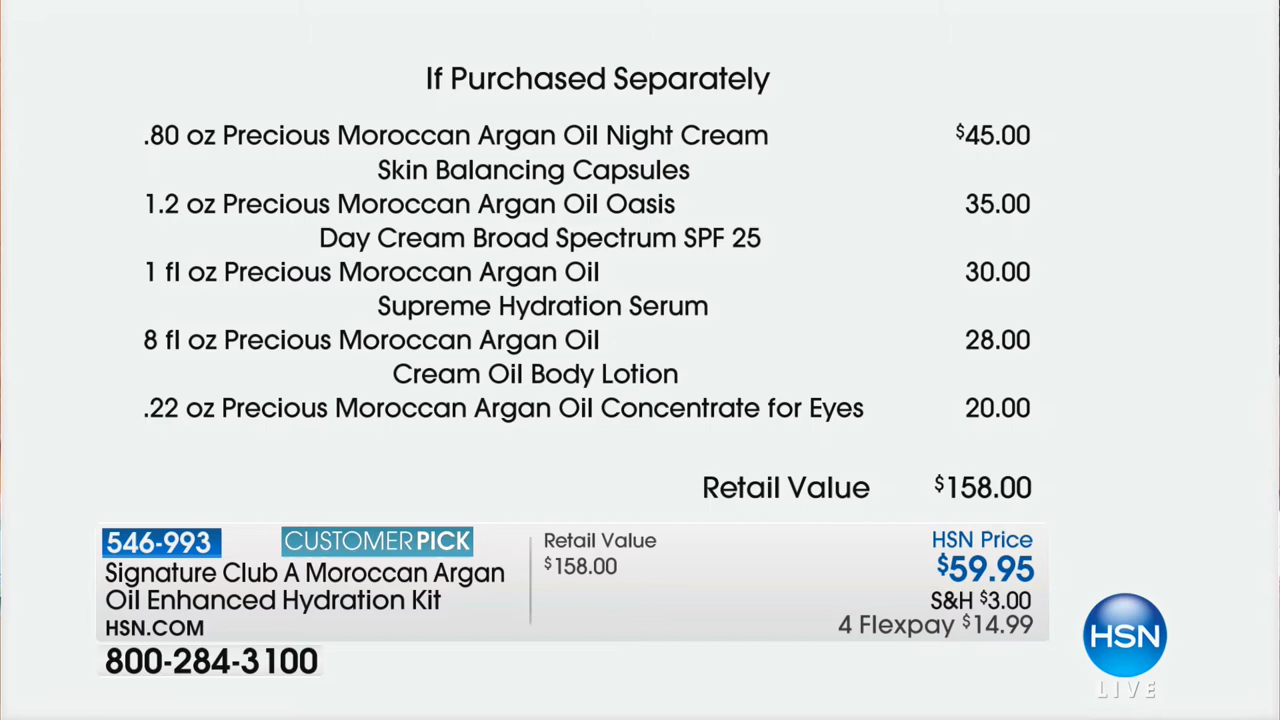 If Purchased Separately
.80 oz Precious Moroccan Argan Oil Night Cream $45.00
Skin Balancing Capsules
1.2 oz Precious Moroccan Argan Oil Oasis 35.00
Day Cream Broad Spectrum SPF 25
1 fl oz Precious Moroccan Argan Oil 30.00
Supreme Hydration Serum
8 fl oz Precious Moroccan Argan Oil 28.00
Cream Oil Body Lotion
.22 oz Precious Moroccan Argan Oil Concentrate for Eyes 20.00
Retail Value $158.00
546-993 CUSTOMERPICK
Signature Club A Moroccan Argan
Oil Enhanced Hydration Kit
HSN.COM
800-284-3100
Retail Value
$158.00
HSN Price
$59.95
S&H $3.00
4 Flexpay $14.99
HSN
LIVE